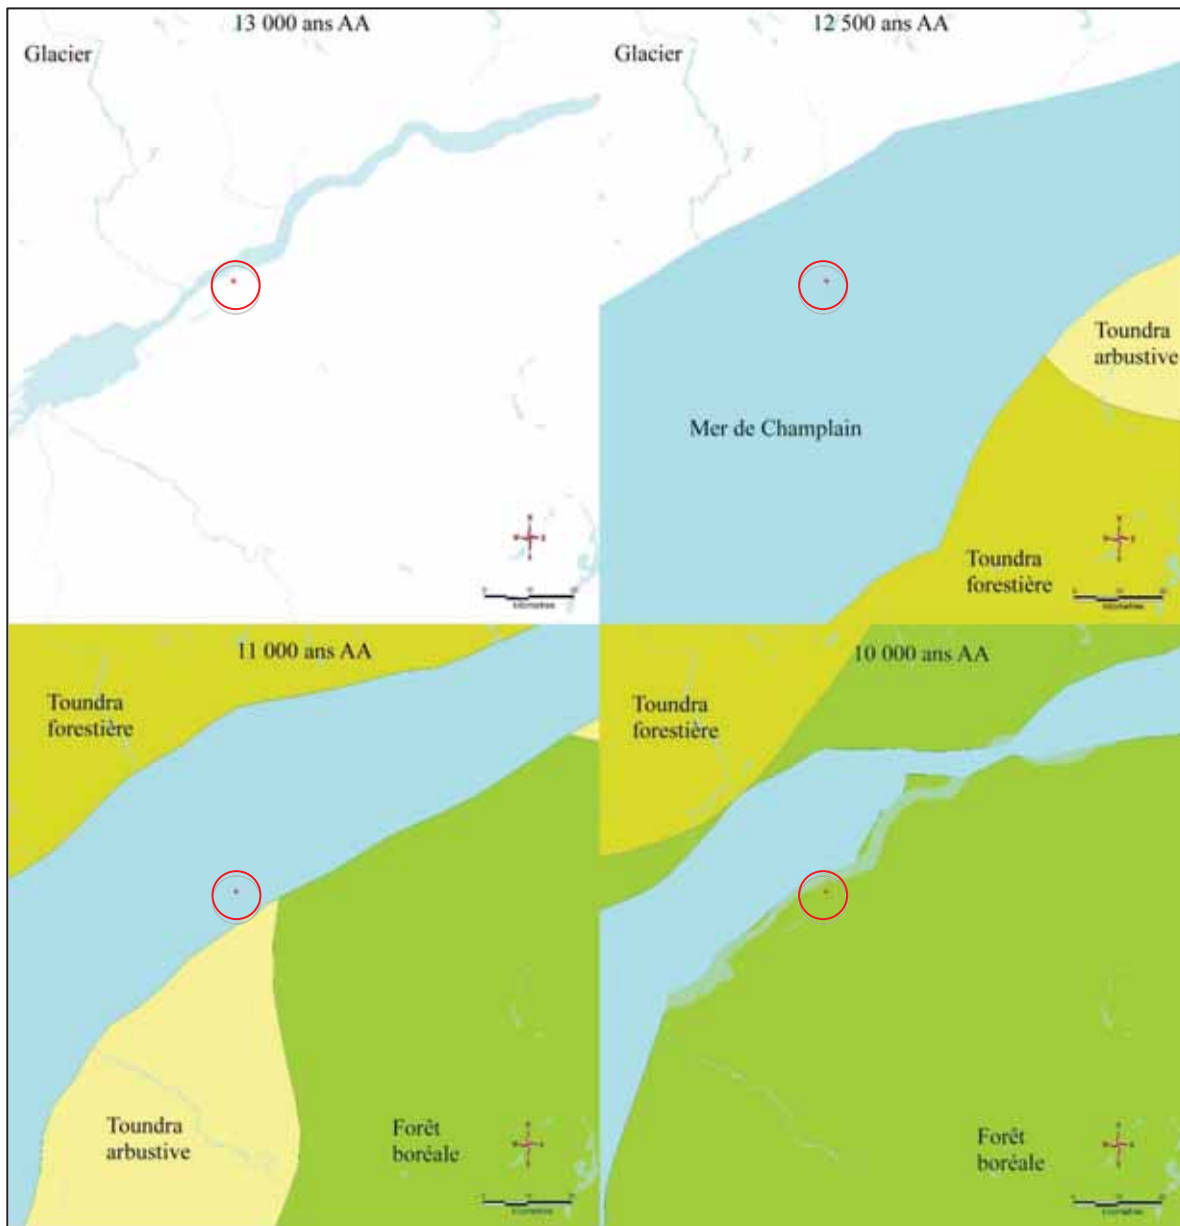 13 000 ans AA
Glacier
12 500 ans AA
Glacier
Toundra
arbustive
Mer de Champlain
Toundra
forestière
kilomètres
11 000 ans AA
Toundra
forestière
Toundra
arbustive
Forêt
boréale
10 000 ans AA
Toundra
forestière
Forêt
boréale